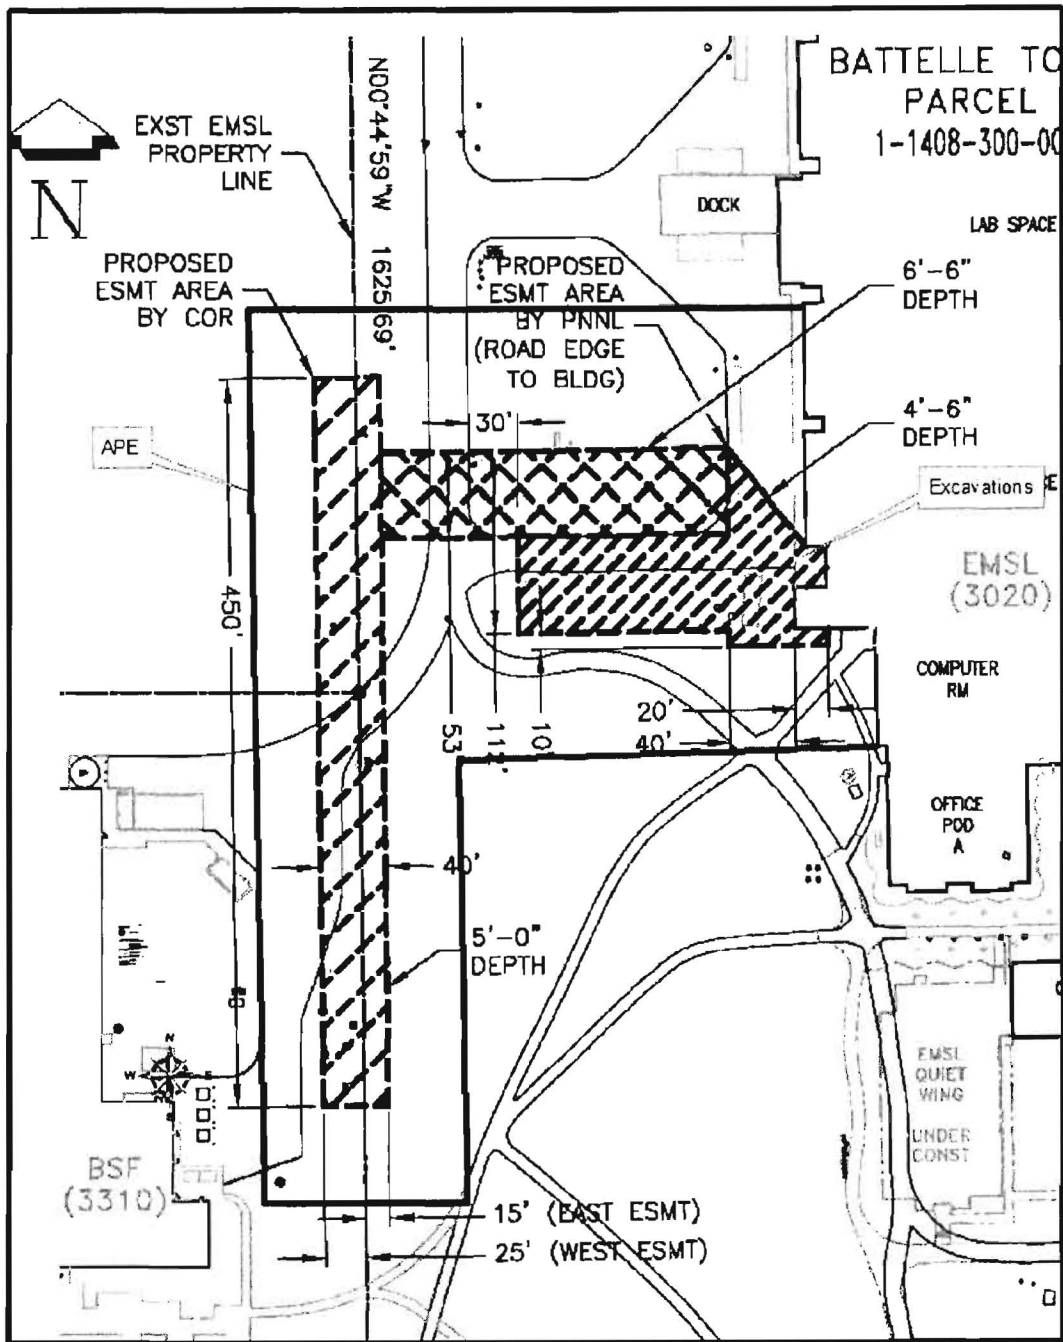 BATTELLE TO
PARCEL
1-1408-300-00
N
EXST EMSL
PROPERTY
LINE
N00°44'59"W 1625.69'
DOCK
LAB SPACE
PROPOSED
ESMT AREA
BY COR
PROPOSED
ESMT AREA
BY PNNL
(ROAD EDGE
TO BLDG)
6'-6"
DEPTH
4'-6"
DEPTH
30'
APE
Excavations
EMSL
(3020)
450'
COMPUTER
RM
53'
20'
40'
OFFICE
POD
A
40'
5'-0"
DEPTH
N
W
E
S
EMSL
QUIET
WING
UNDER
CONST
BSF
(3310)
15' (EAST ESMT)
25' (WEST ESMT)